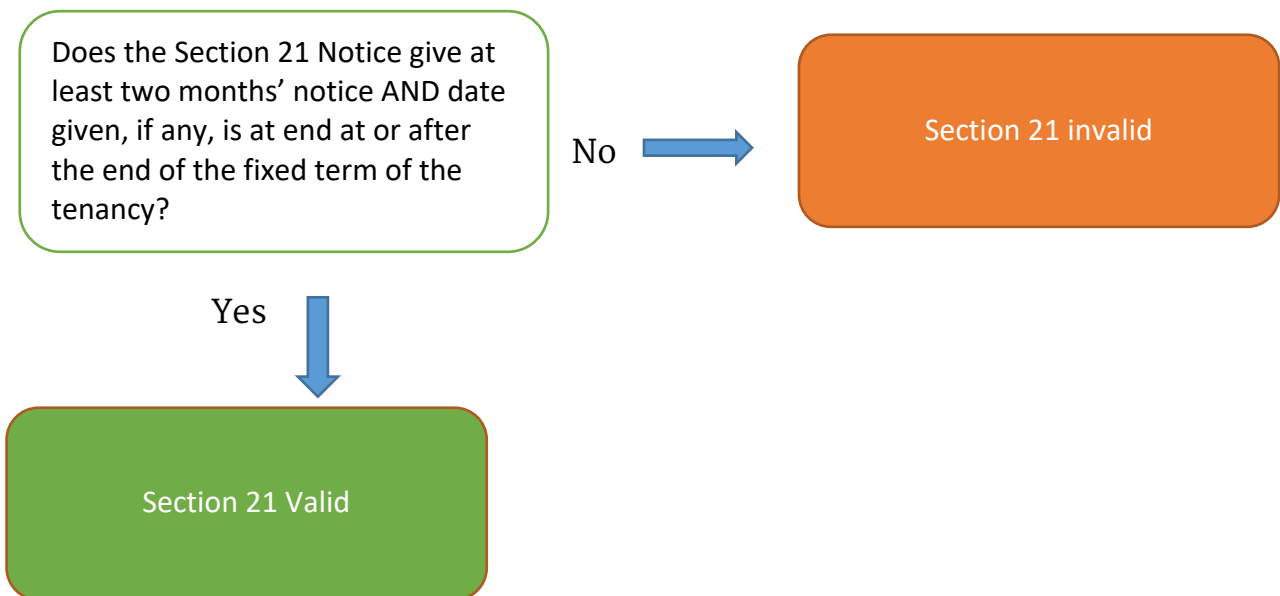 Does the Section 21 Notice give at
least two months’ notice AND date
given, if any, is at end at or after
the end of the fixed term of the
tenancy?
No
Section 21 invalid
Yes
Section 21 Valid